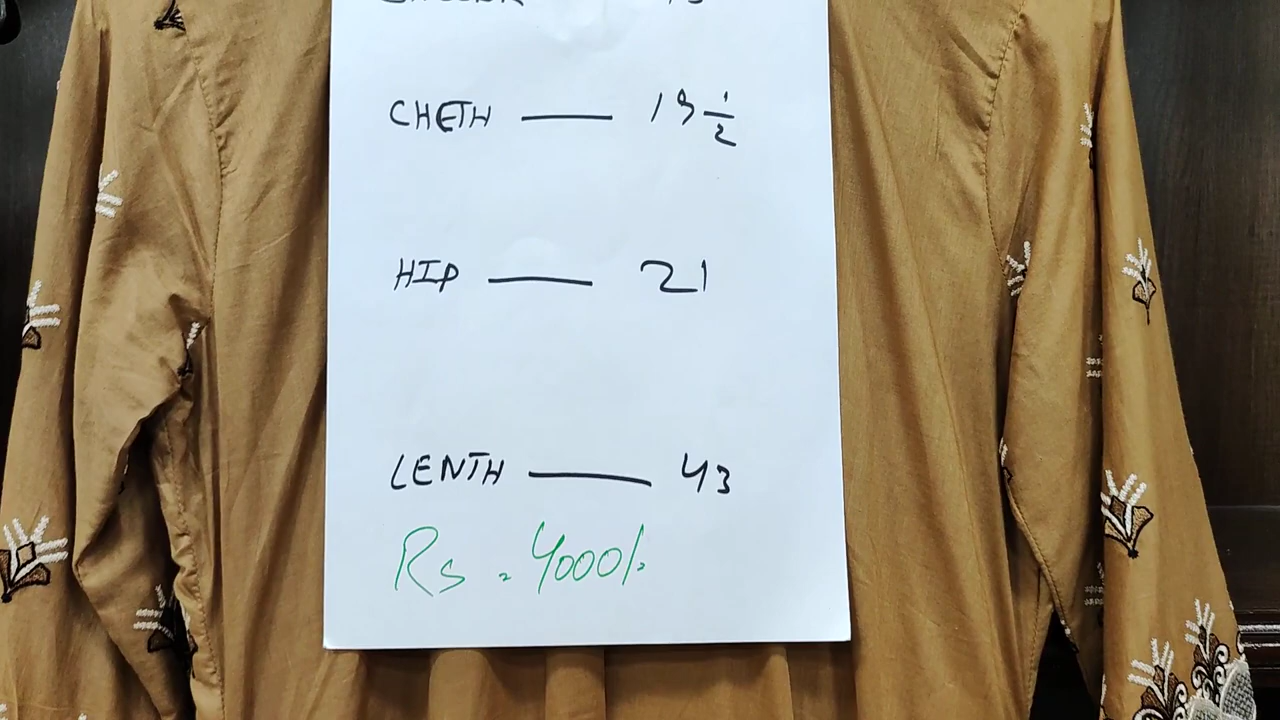 CHETH — 19 1/2
HIP — 21
LENTH — 43
Rs. 4000/-